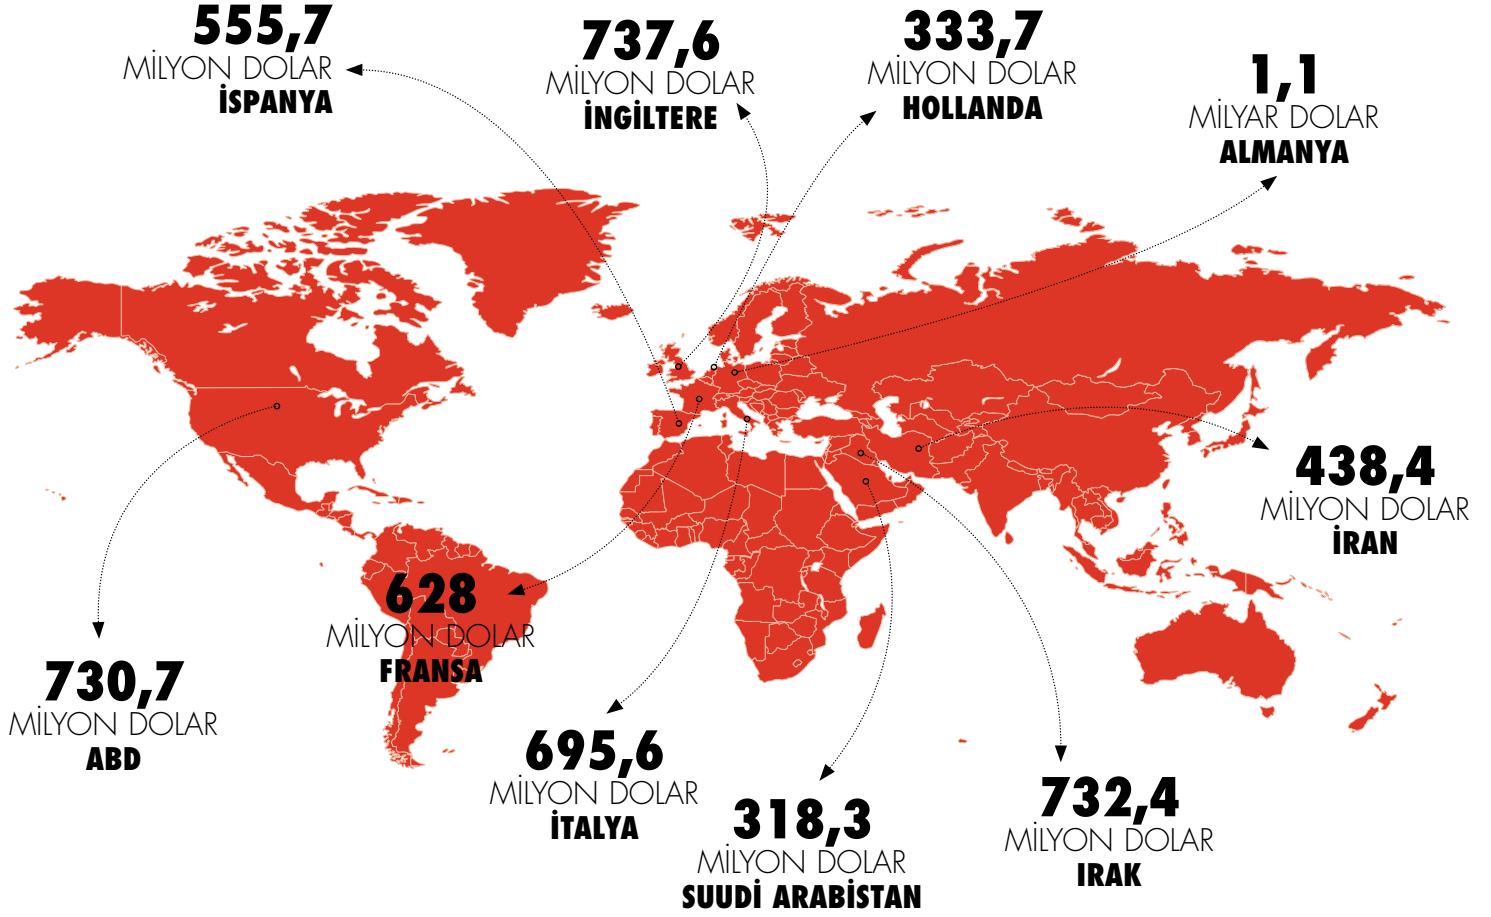 555,7
MİLYON DOLAR
İSPANYA
737,6
MİLYON DOLAR
İNGİLTERE
333,7
MİLYON DOLAR
HOLLANDA
1,1
MİLYAR DOLAR
ALMANYA
438,4
MİLYON DOLAR
İRAN
628
MİLYON DOLAR
FRANSA
730,7
MİLYON DOLAR
ABD
695,6
MİLYON DOLAR
İTALYA
318,3
MİLYON DOLAR
SUUDİ ARABİSTAN
732,4
MİLYON DOLAR
IRAK